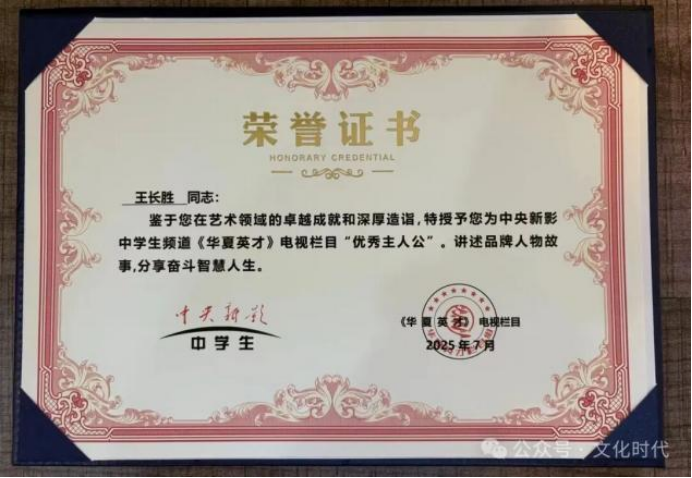 荣誉证书
HONORARY CREDENTIAL
王长胜 同志:
鉴于您在艺术领域的卓越成就和深厚造诣,特授予您为中央新影
中学生频道《华夏英才》电视栏目“优秀主人公”。讲述品牌人物故
事,分享奋斗智慧人生。
中央新影
中学生
《华夏英才》电视栏目
2025年7月
公众号·文化时代